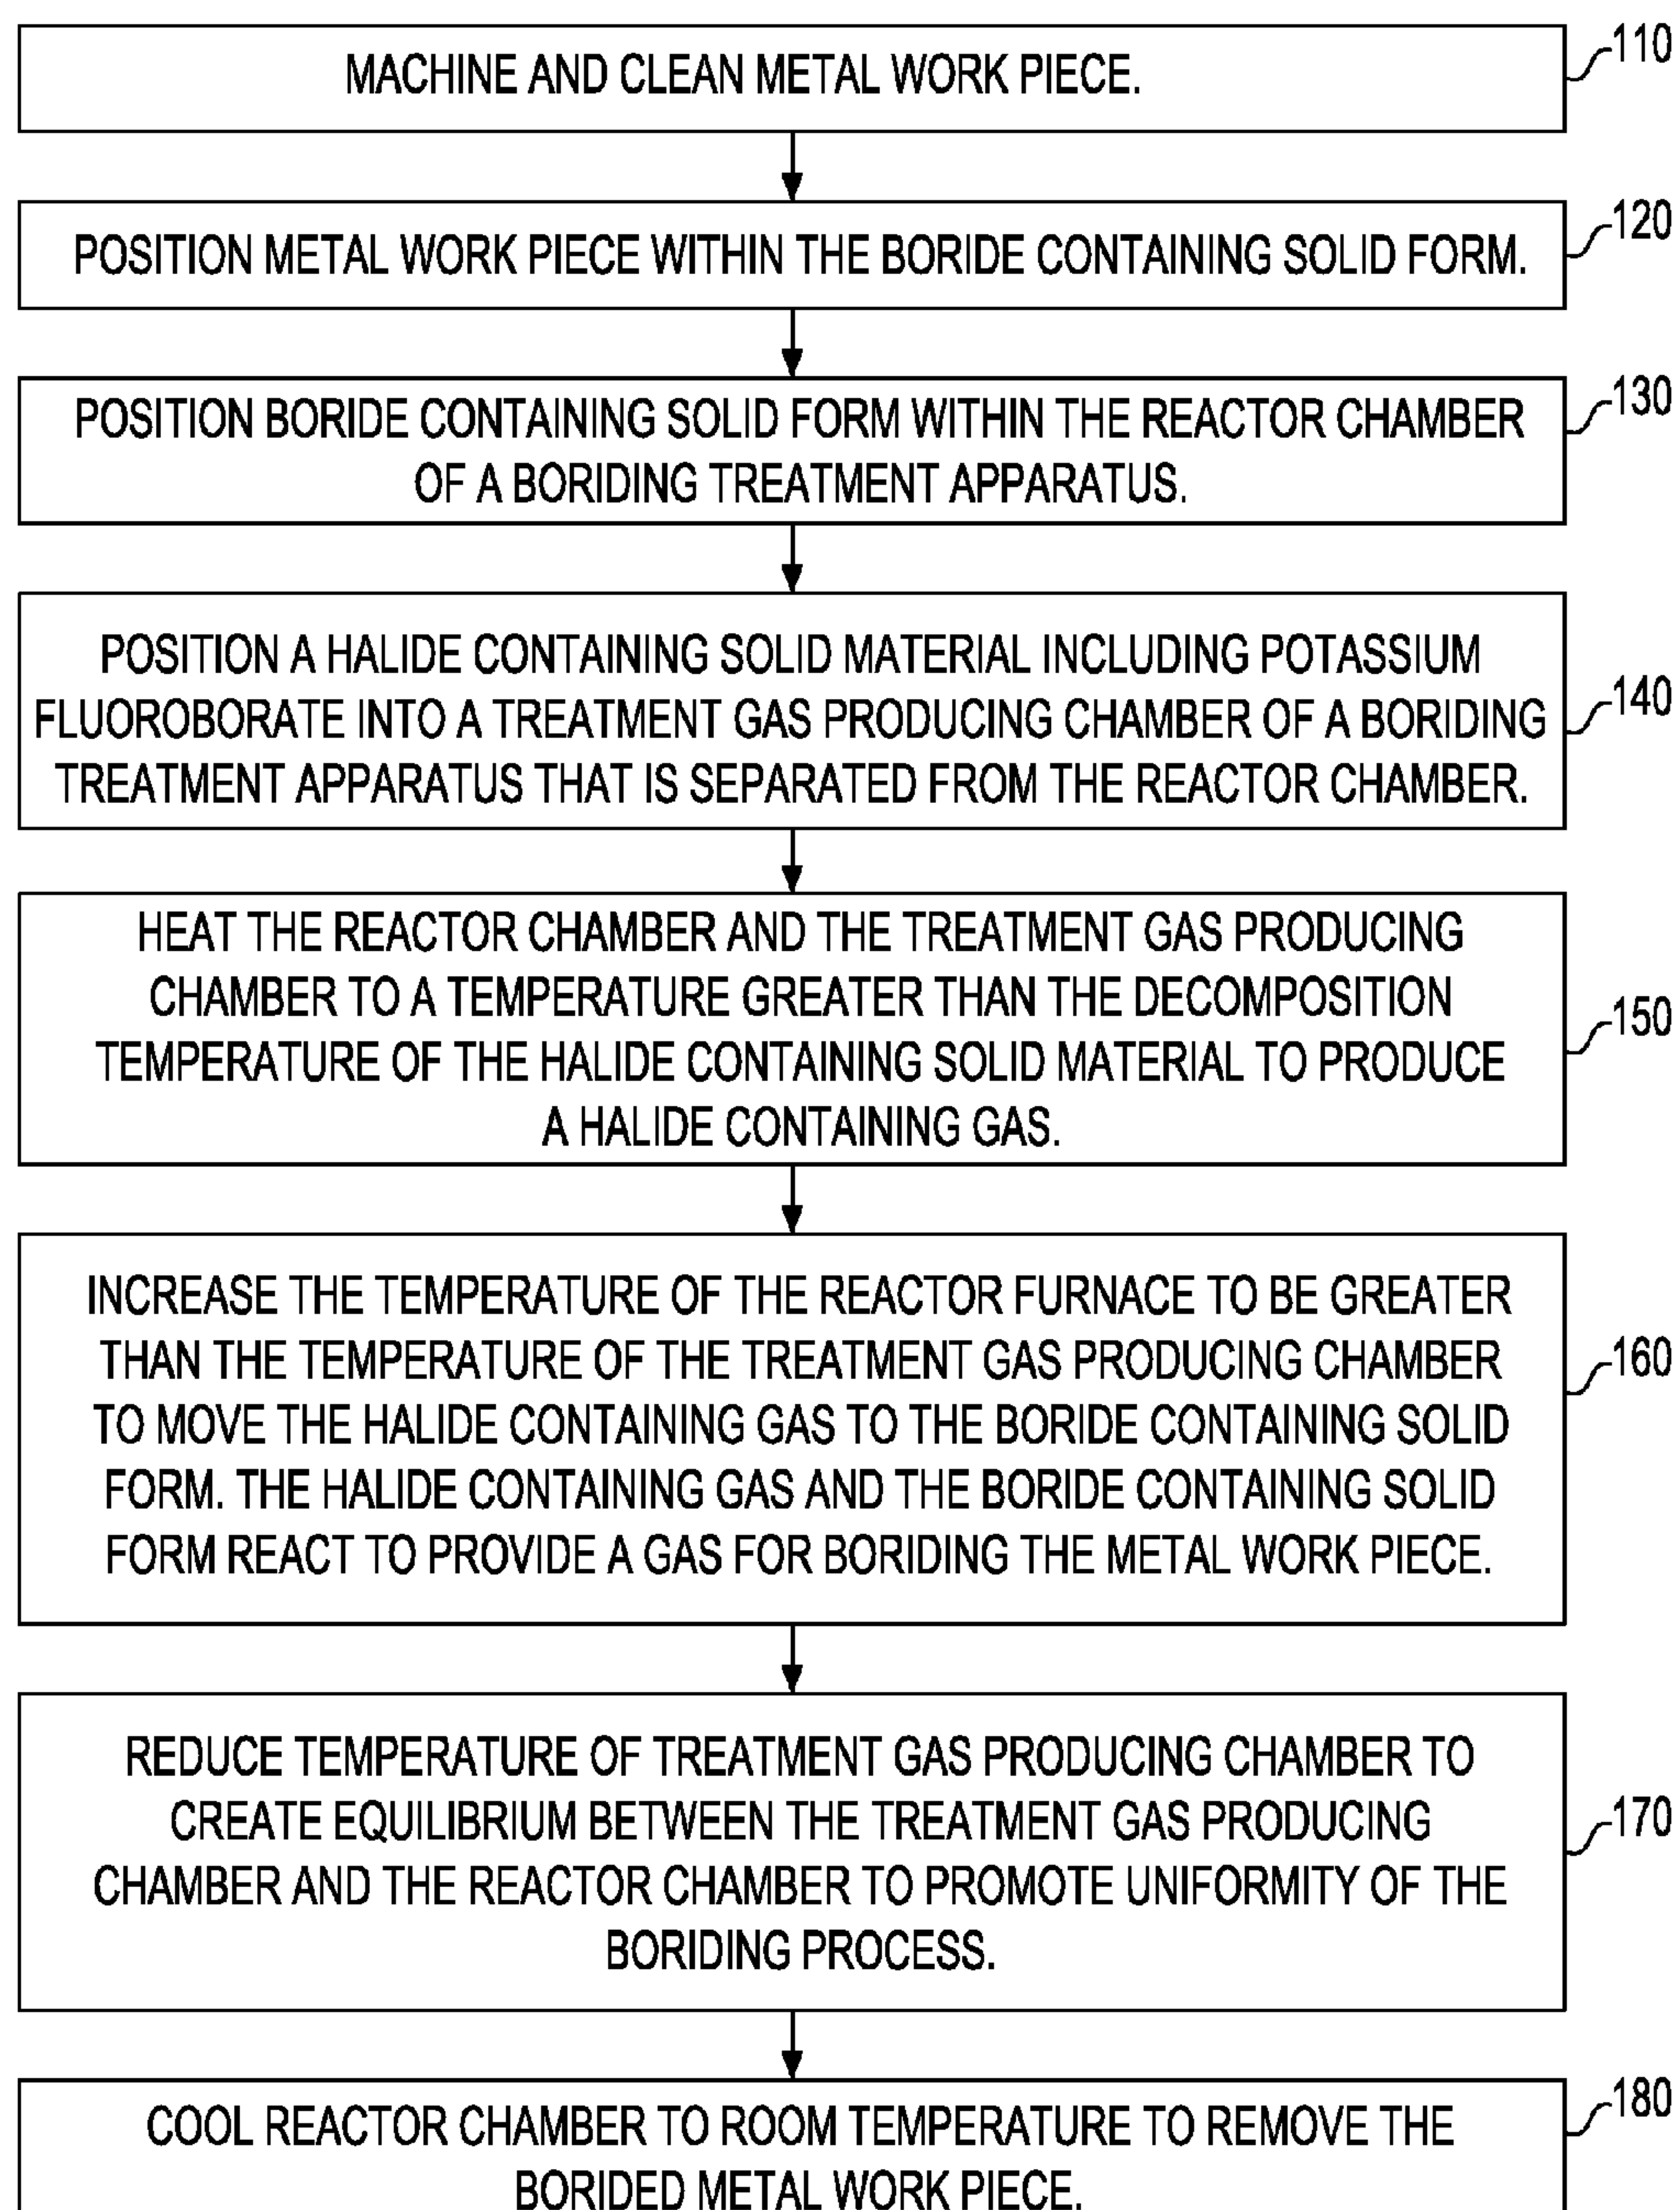 MACHINE AND CLEAN METAL WORK PIECE.
110
POSITION METAL WORK PIECE WITHIN THE BORIDE CONTAINING SOLID FORM.
120
POSITION BORIDE CONTAINING SOLID FORM WITHIN THE REACTOR CHAMBER
OF A BORIDING TREATMENT APPARATUS.
130
POSITION A HALIDE CONTAINING SOLID MATERIAL INCLUDING POTASSIUM
FLUOROBORATE INTO A TREATMENT GAS PRODUCING CHAMBER OF A BORIDING
TREATMENT APPARATUS THAT IS SEPARATED FROM THE REACTOR CHAMBER.
140
HEAT THE REACTOR CHAMBER AND THE TREATMENT GAS PRODUCING
CHAMBER TO A TEMPERATURE GREATER THAN THE DECOMPOSITION
TEMPERATURE OF THE HALIDE CONTAINING SOLID MATERIAL TO PRODUCE
A HALIDE CONTAINING GAS.
150
INCREASE THE TEMPERATURE OF THE REACTOR FURNACE TO BE GREATER
THAN THE TEMPERATURE OF THE TREATMENT GAS PRODUCING CHAMBER
TO MOVE THE HALIDE CONTAINING GAS TO THE BORIDE CONTAINING SOLID
FORM. THE HALIDE CONTAINING GAS AND THE BORIDE CONTAINING SOLID
FORM REACT TO PROVIDE A GAS FOR BORIDING THE METAL WORK PIECE.
160
REDUCE TEMPERATURE OF TREATMENT GAS PRODUCING CHAMBER TO
CREATE EQUILIBRIUM BETWEEN THE TREATMENT GAS PRODUCING
CHAMBER AND THE REACTOR CHAMBER TO PROMOTE UNIFORMITY OF THE
BORIDING PROCESS.
170
COOL REACTOR CHAMBER TO ROOM TEMPERATURE TO REMOVE THE
BORIDED METAL WORK PIECE.
180